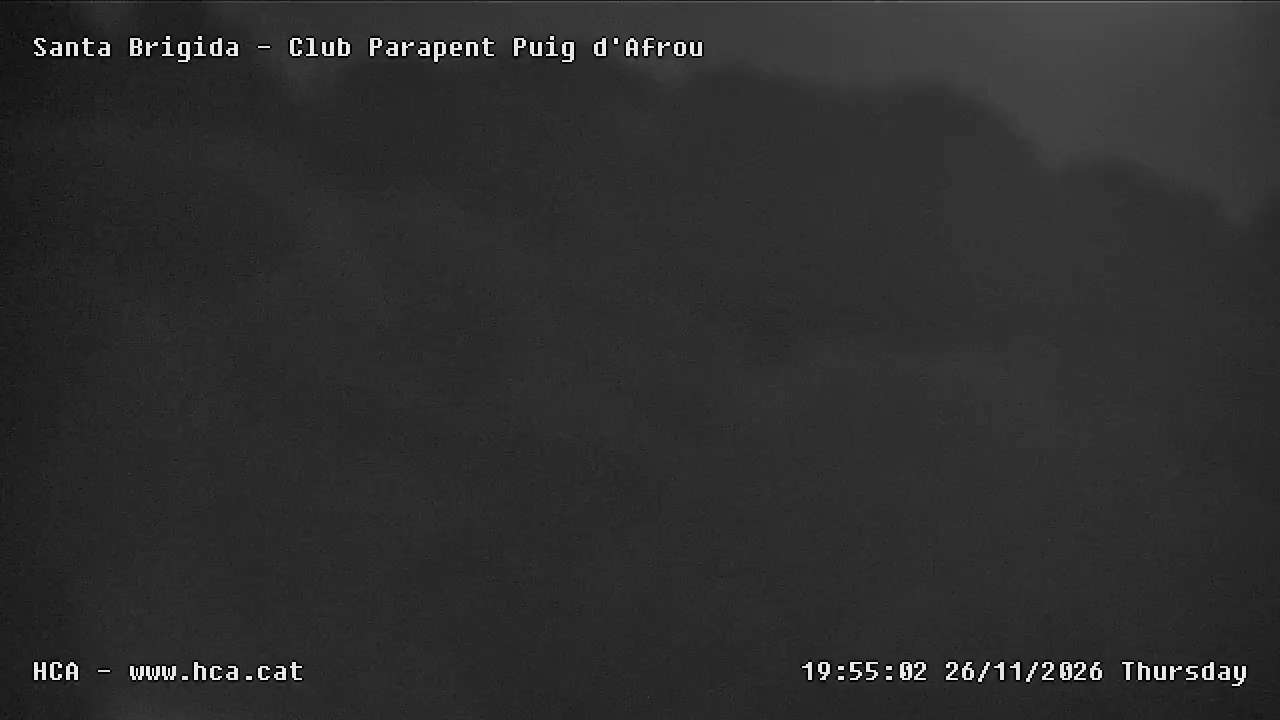 Santa Brigida - Club Parapent Puig d'Afrou
HCA - www.hca.cat
19:55:02 26/11/2026 Thursday